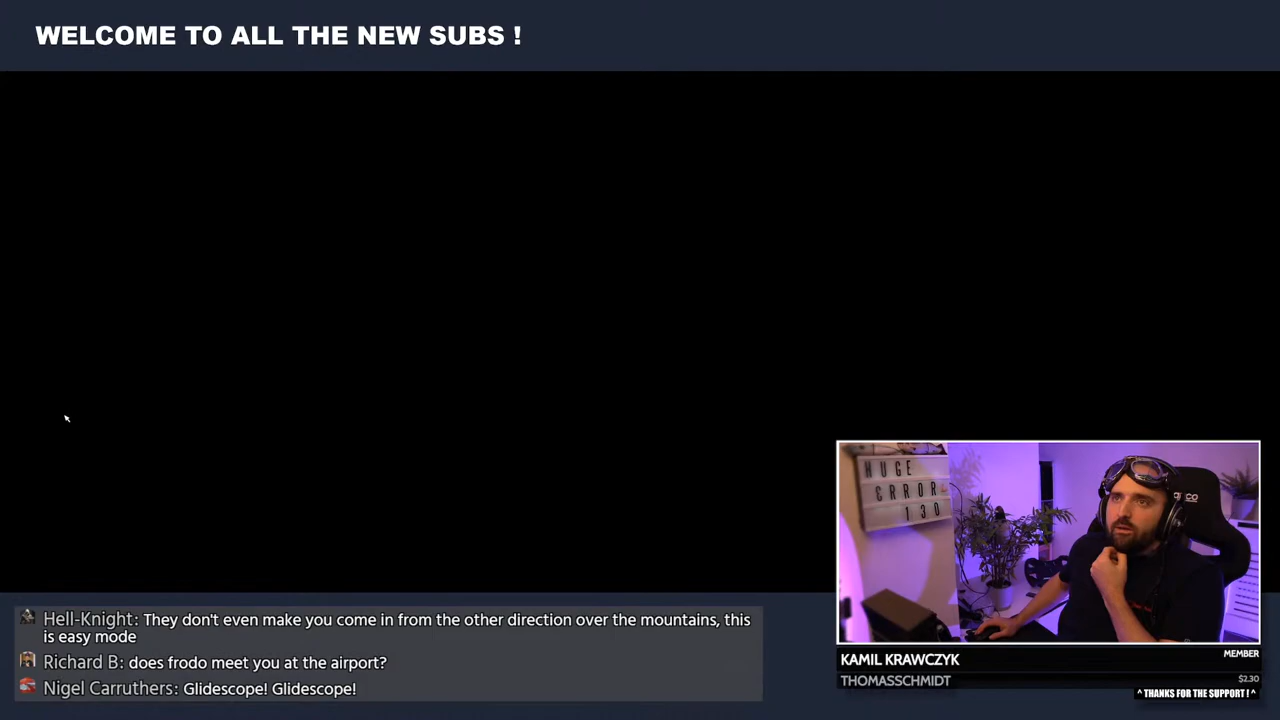 WELCOME TO ALL THE NEW SUBS !
HUGE
ERROR
130
co
Hell-Knight: They don't even make you come in from the other direction over the mountains, this
is easy mode
Richard B: does frodo meet you at the airport?
Nigel Carruthers: Glidescope! Glidescope!
KAMIL KRAWCZYK
MEMBER
THOMASSCHMIDT
$2.30
^ THANKS FOR THE SUPPORT ! ^